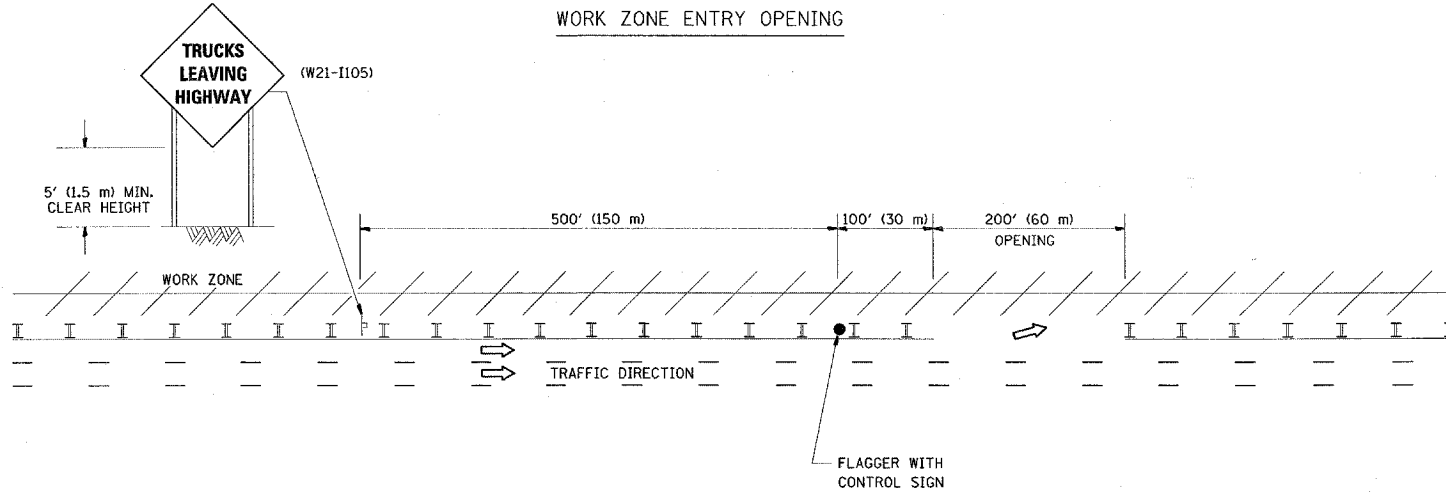 WORK ZONE ENTRY OPENING
TRUCKS
LEAVING
HIGHWAY
(W21-I105)
5' (1.5 m) MIN.
CLEAR HEIGHT
500' (150 m)
100' (30 m)
200' (60 m)
OPENING
WORK ZONE
TRAFFIC DIRECTION
FLAGGER WITH
CONTROL SIGN